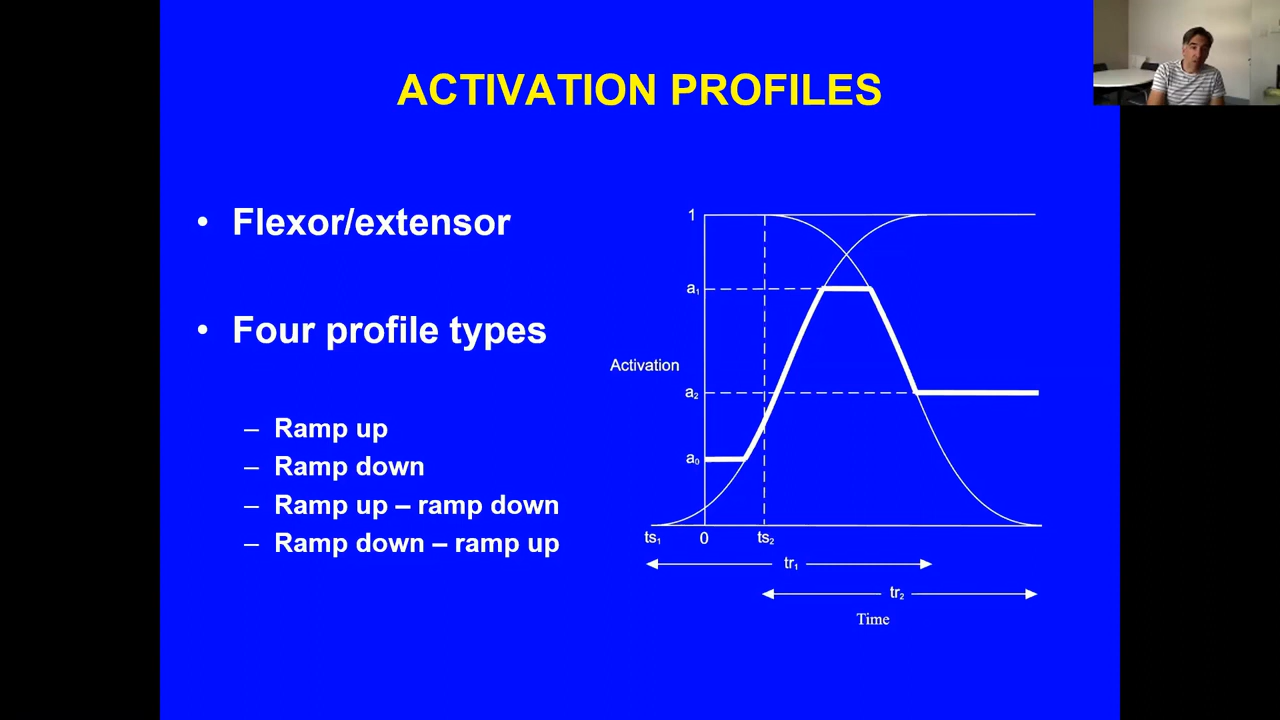 ACTIVATION PROFILES
• Flexor/extensor
• Four profile types
– Ramp up
– Ramp down
– Ramp up – ramp down
– Ramp down – ramp up
1
a₁
Activation
a₂
a₀
ts₁ 0 ts₂
tr₁
tr₂
Time